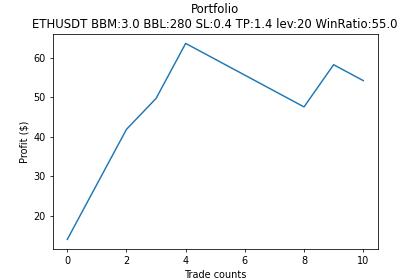 Portfolio
ETHUSDT BBM:3.0 BBL:280 SL:0.4 TP:1.4 lev:20 WinRatio:55.0
Profit ($)
60
50
40
30
20
0 2 4 6 8 10
Trade counts